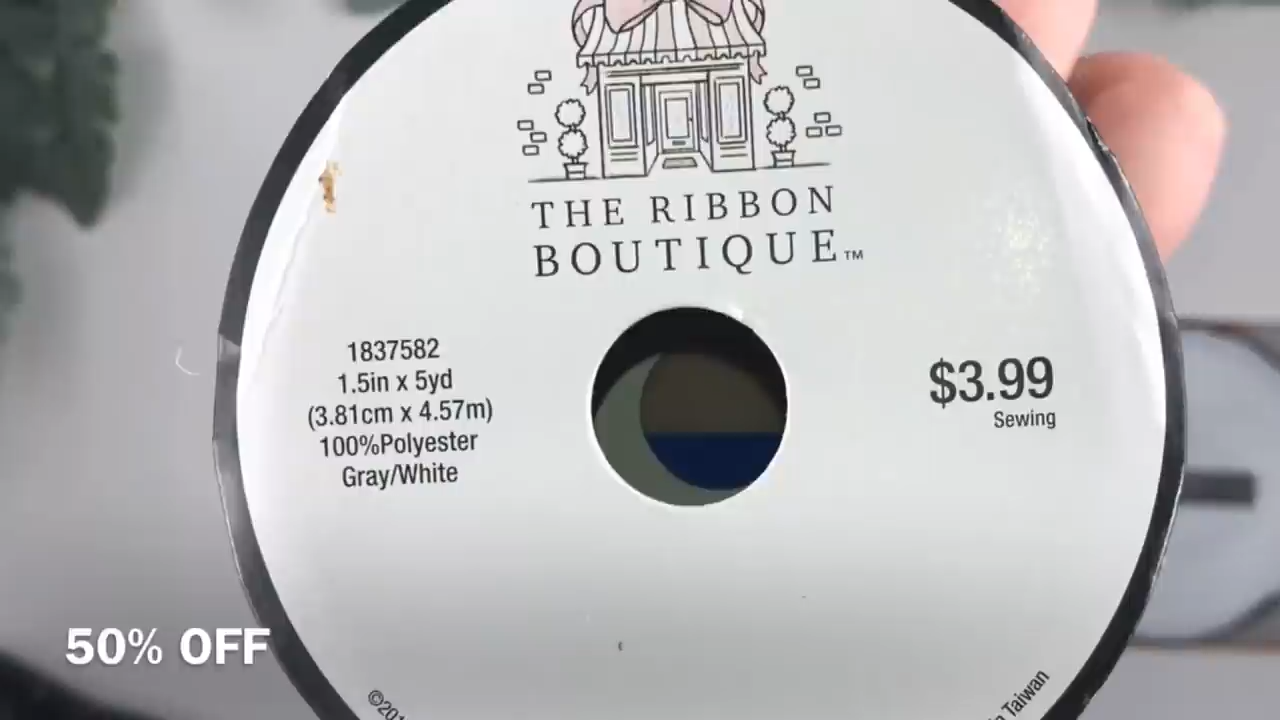 THE RIBBON
BOUTIQUE™
1837582
1.5in x 5yd
(3.81cm x 4.57m)
100%Polyester
Gray/White
$3.99
Sewing
50% OFF
Taiwan